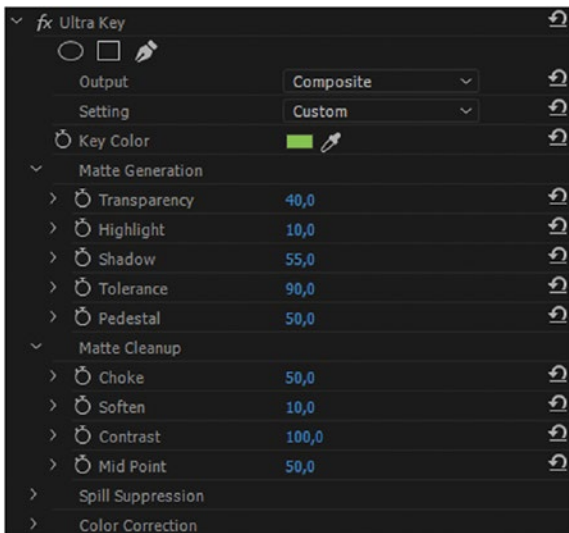 fx Ultra Key
Output Composite
Setting Custom
Key Color
Matte Generation
Transparency 40,0
Highlight 10,0
Shadow 55,0
Tolerance 90,0
Pedestal 50,0
Matte Cleanup
Choke 50,0
Soften 10,0
Contrast 100,0
Mid Point 50,0
Spill Suppression
Color Correction